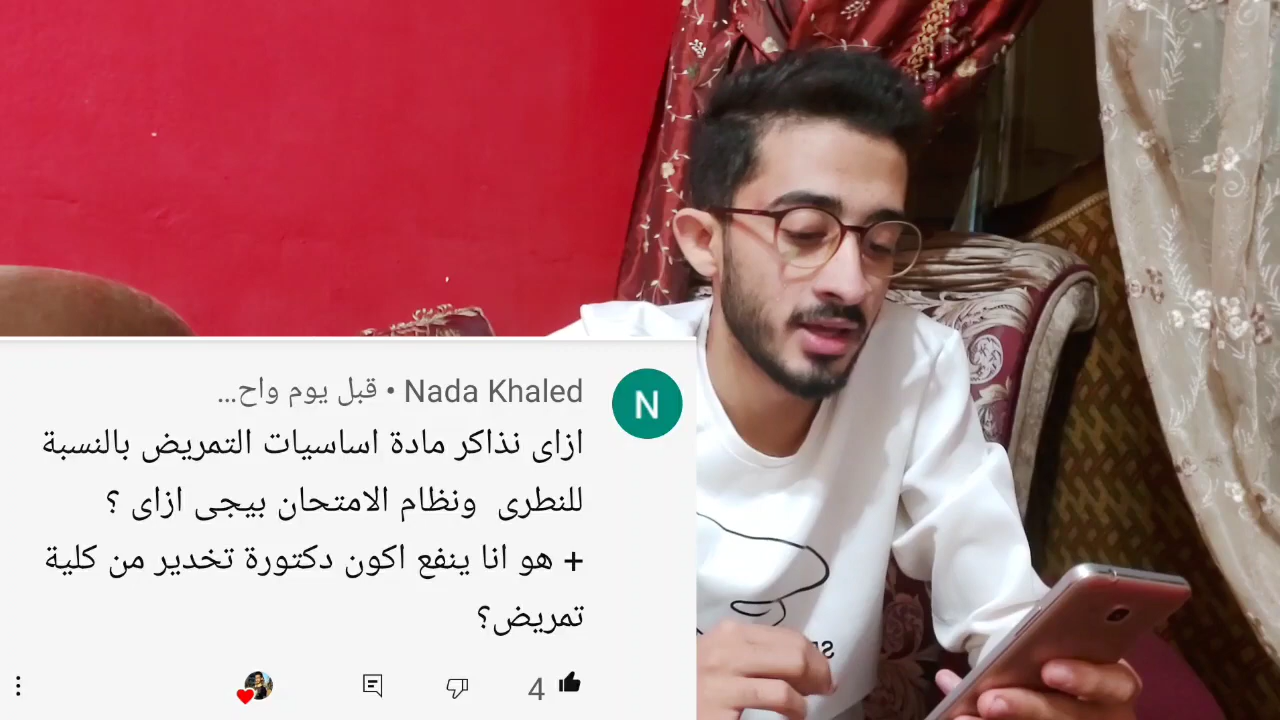 Nada Khaled • قبل يوم واح...
N
ازاى نذاكر مادة اساسيات التمريض بالنسبة
للنطرى ونظام الامتحان بيجى ازاى ؟
+ هو انا ينفع اكون دكتورة تخدير من كلية
تمريض؟
4